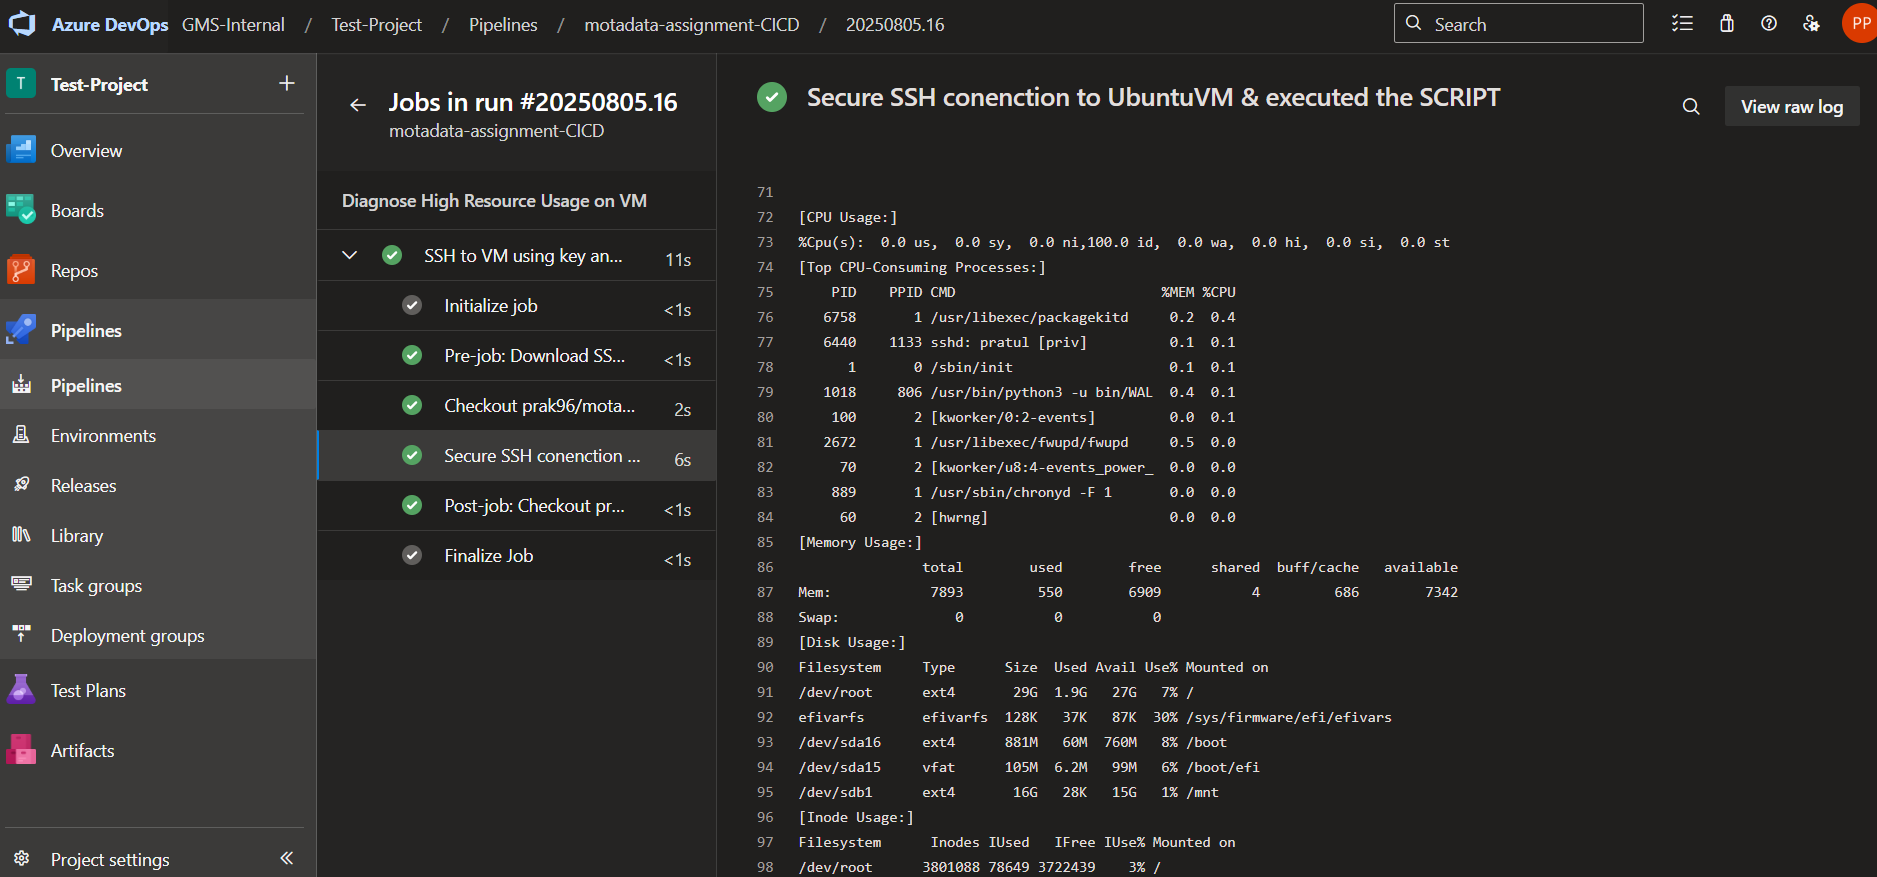 Azure DevOps GMS-Internal / Test-Project / Pipelines / motadata-assignment-CICD / 20250805.16
Search
PP
T Test-Project
Overview
Boards
Repos
Pipelines
Pipelines
Environments
Releases
Library
Task groups
Deployment groups
Test Plans
Artifacts
Project settings
Jobs in run #20250805.16
motadata-assignment-CICD
Diagnose High Resource Usage on VM
SSH to VM using key an... 11s
Initialize job <1s
Pre-job: Download SS... <1s
Checkout prak96/mota... 2s
Secure SSH conenction ... 6s
Post-job: Checkout pr... <1s
Finalize Job <1s
Secure SSH conenction to UbuntuVM & executed the SCRIPT
View raw log
71
72 [CPU Usage:]
73 %Cpu(s):  0.0 us,  0.0 sy,  0.0 ni,100.0 id,  0.0 wa,  0.0 hi,  0.0 si,  0.0 st
74 [Top CPU-Consuming Processes:]
75 PID PPID CMD %MEM %CPU
76 6758 1 /usr/libexec/packagekitd 0.2 0.4
77 6440 1133 sshd: pratul [priv] 0.1 0.1
78 1 0 /sbin/init 0.1 0.1
79 1018 806 /usr/bin/python3 -u bin/WAL 0.4 0.1
80 100 2 [kworker/0:2-events] 0.0 0.1
81 2672 1 /usr/libexec/fwupd/fwupd 0.5 0.0
82 70 2 [kworker/u8:4-events_power_ 0.0 0.0
83 889 1 /usr/sbin/chronyd -F 1 0.0 0.0
84 60 2 [hwrng] 0.0 0.0
85 [Memory Usage:]
86 total used free shared buff/cache available
87 Mem: 7893 550 6909 4 686 7342
88 Swap: 0 0 0
89 [Disk Usage:]
90 Filesystem Type Size Used Avail Use% Mounted on
91 /dev/root ext4 29G 1.9G 27G 7% /
92 efivarfs efivarfs 128K 37K 87K 30% /sys/firmware/efi/efivars
93 /dev/sda16 ext4 881M 60M 760M 8% /boot
94 /dev/sda15 vfat 105M 6.2M 99M 6% /boot/efi
95 /dev/sdb1 ext4 16G 28K 15G 1% /mnt
96 [Inode Usage:]
97 Filesystem Inodes IUsed IFree IUse% Mounted on
98 /dev/root 3801088 78649 3722439 3% /